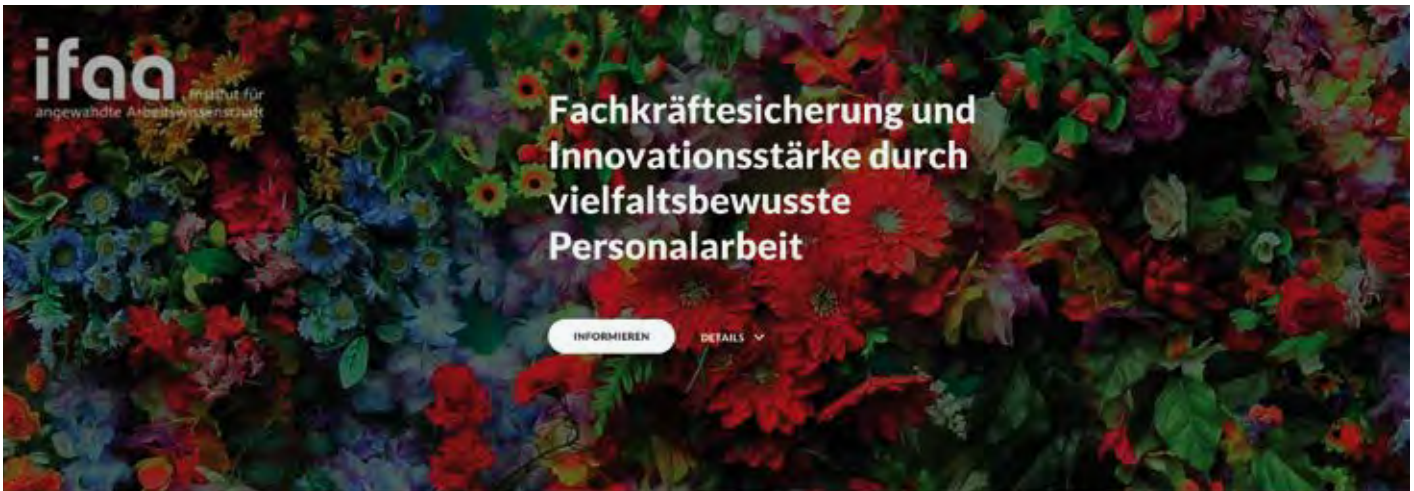 ifaa
Institut für
angewandte Arbeitswissenschaft
Fachkräftesicherung und
Innovationsstärke durch
vielfaltsbewusste
Personalarbeit
INFORMIEREN
DETAILS